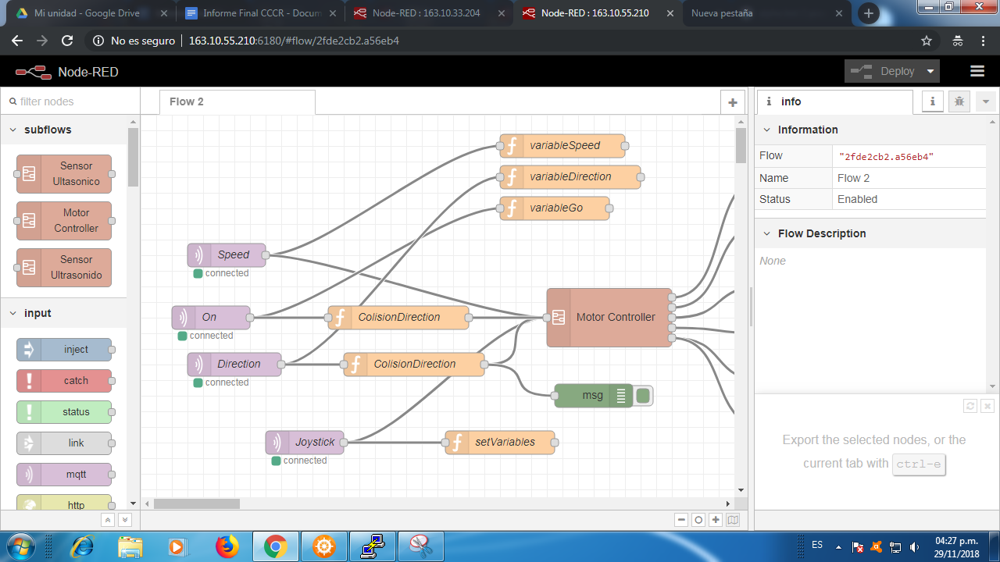 Mi unidad - Google Drive
Informe Final CCCR - Docum
Node-RED : 163.10.33.204
Node-RED : 163.10.55.210
Nueva pestaña
No es seguro
163.10.55.210:6180/#flow/2fde2cb2.a56eb4
Node-RED
Deploy
filter nodes
subflows
Sensor
Ultasonico
Motor
Controller
Sensor
Ultrasonido
input
inject
catch
status
link
mqtt
http
Flow 2
variableSpeed
variableDirection
variableGo
Speed
connected
On
connected
ColisionDirection
Motor Controller
Direction
connected
ColisionDirection
msg
Joystick
connected
setVariables
info
Information
Flow "2fde2cb2.a56eb4"
Name Flow 2
Status Enabled
Flow Description
None
Export the selected nodes, or the
current tab with ctrl-e
ES
04:27 p.m.
29/11/2018